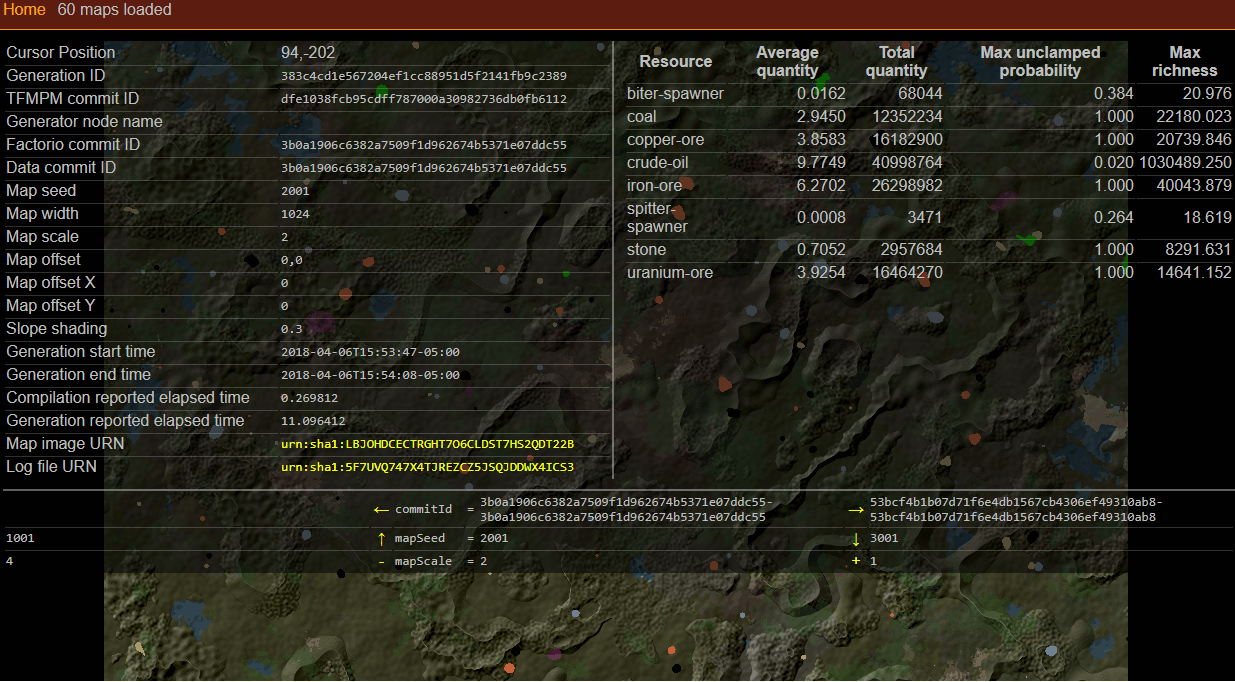 Home 60 maps loaded
Cursor Position 94,-202
Generation ID 383c4cd1e567204ef1cc88951d5f2141fb9c2389
TFMPM commit ID dfe1038fcb95cdff787000a30982736db0fb6112
Generator node name
Factorio commit ID 3b0a1906c6382a7509f1d962674b5371e07ddc55
Data commit ID 3b0a1906c6382a7509f1d962674b5371e07ddc55
Map seed 2001
Map width 1024
Map scale 2
Map offset 0,0
Map offset X 0
Map offset Y 0
Slope shading 0.3
Generation start time 2018-04-06T15:53:47-05:00
Generation end time 2018-04-06T15:54:08-05:00
Compilation reported elapsed time 0.269812
Generation reported elapsed time 11.096412
Map image URN urn:sha1:LBJOHDCECTRGHT7O6CLDST7HS2QDT22B
Log file URN urn:sha1:5F7UVQ747X4TJREZCZ5JSQJDDWX4ICS3
Resource Average quantity Total quantity Max unclamped probability Max richness
biter-spawner 0.0162 68044 0.384 20.976
coal 2.9450 12352234 1.000 22180.023
copper-ore 3.8583 16182900 1.000 20739.846
crude-oil 9.7749 40998764 0.020 1030489.250
iron-ore 6.2702 26298982 1.000 40043.879
spitter-spawner 0.0008 3471 0.264 18.619
stone 0.7052 2957684 1.000 8291.631
uranium-ore 3.9254 16464270 1.000 14641.152
← commitId = 3b0a1906c6382a7509f1d962674b5371e07ddc55-3b0a1906c6382a7509f1d962674b5371e07ddc55 → 53bcf4b1b07d71f6e4db1567cb4306ef49310ab8-53bcf4b1b07d71f6e4db1567cb4306ef49310ab8
1001 ↑ mapSeed = 2001 ↓ 3001
4 - mapScale = 2 + 1